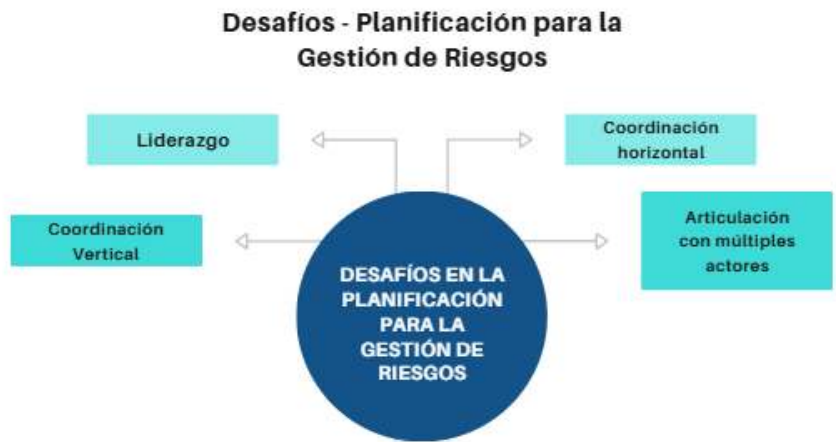 Desafíos - Planificación para la
Gestión de Riesgos
Liderazgo
Coordinación
horizontal
Coordinación
Vertical
Articulación
con múltiples
actores
DESAFÍOS EN LA
PLANIFICACIÓN
PARA LA
GESTIÓN DE
RIESGOS